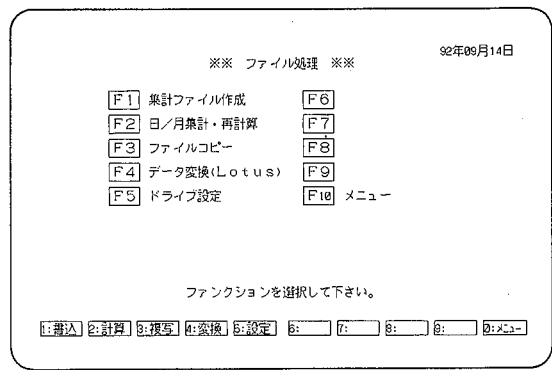 92年09月14日
※※ ファイル処理 ※※
F1 集計ファイル作成 F6
F2 日／月集計・再計算 F7
F3 ファイルコピー F8
F4 データ変換(Lotus) F9
F5 ドライブ設定 F10 メニュー
ファンクションを選択して下さい。
1:書込 2:計算 3:複写 4:変換 5:設定 6: 7: 8: 9: 0:メニュー